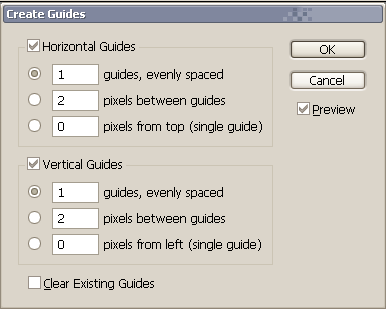 Create Guides
Horizontal Guides
1 guides, evenly spaced
2 pixels between guides
0 pixels from top (single guide)
Vertical Guides
1 guides, evenly spaced
2 pixels between guides
0 pixels from left (single guide)
Clear Existing Guides
OK
Cancel
Preview